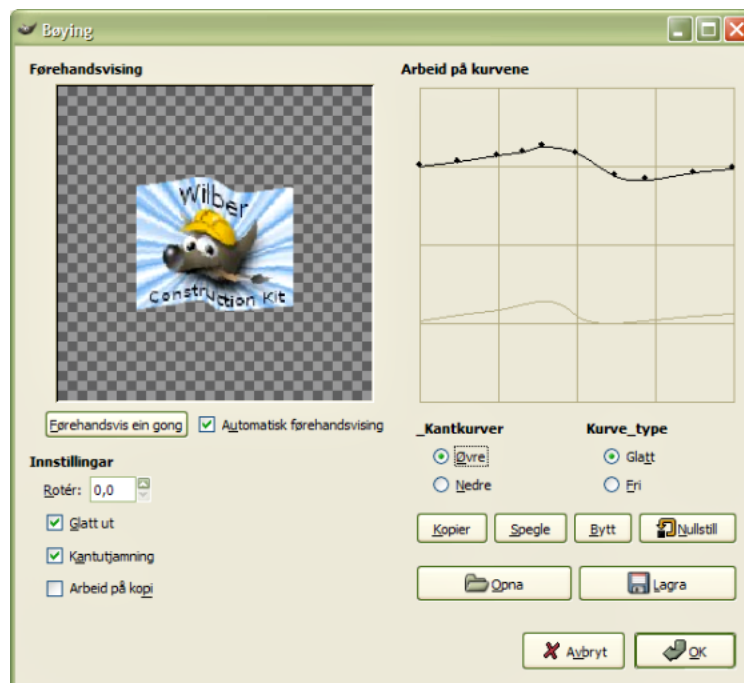 Bøying
Førehandsvising
Arbeid på kurvene
Wilber
Construction Kit
Førehandsvis ein gong
Automatisk førehandsvising
_Kantkurver
Kurve_type
Øvre
Glatt
Nedre
Fri
Innstillingar
Rotér: 0,0
Glatt ut
Kantutjamning
Arbeid på kopi
Kopier
Spegle
Bytt
Nullstill
Opna
Lagra
Avbryt
OK